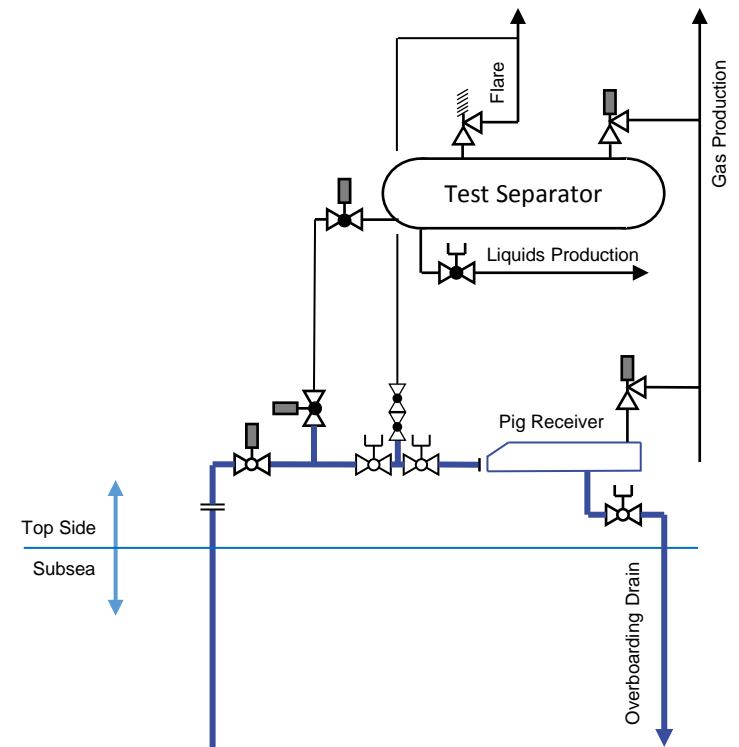 Flare
Gas Production
Test Separator
Liquids Production
Pig Receiver
Top Side
Subsea
Overboarding Drain